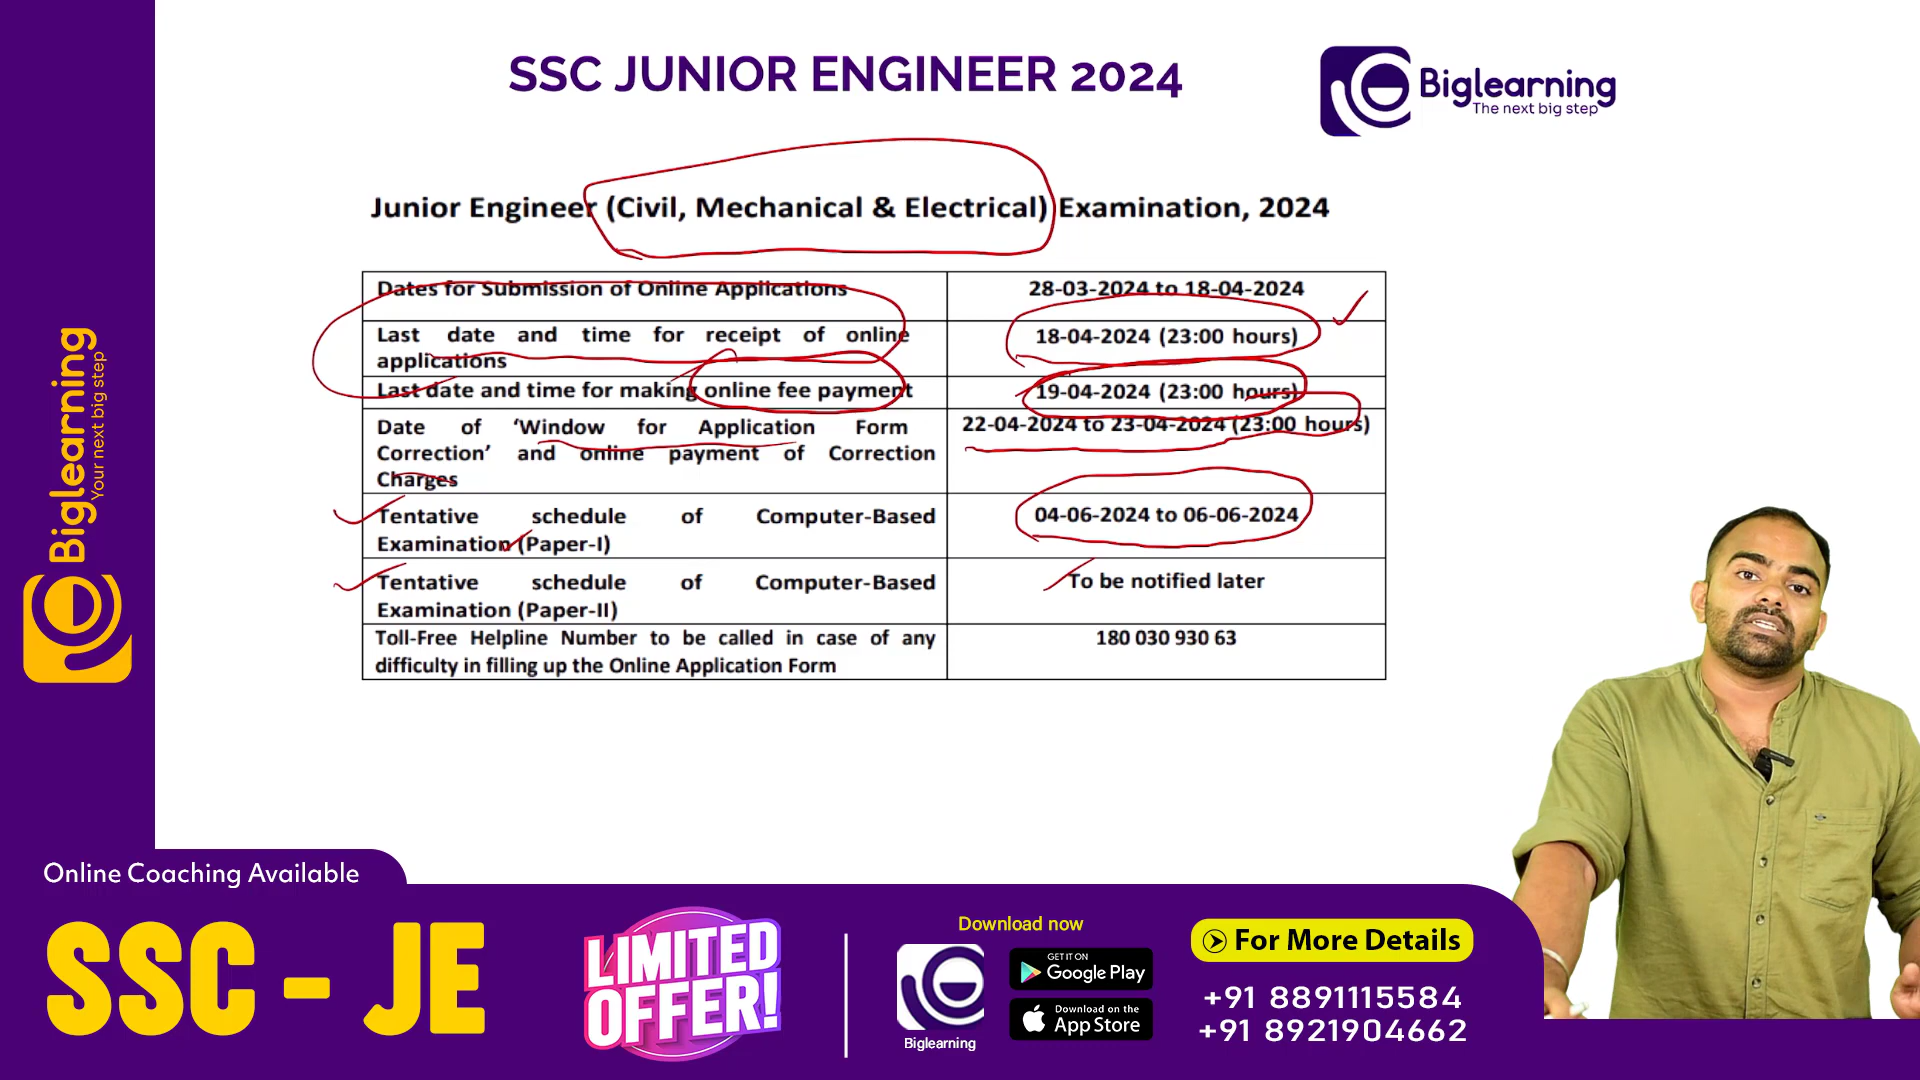 SSC JUNIOR ENGINEER 2024
Biglearning
The next big step
Junior Engineer (Civil, Mechanical & Electrical) Examination, 2024
Dates for Submission of Online Applications
28-03-2024 to 18-04-2024
Last date and time for receipt of online
applications
18-04-2024 (23:00 hours)
Last date and time for making online fee payment
19-04-2024 (23:00 hours)
Date of ‘Window for Application Form
Correction’ and online payment of Correction
Charges
22-04-2024 to 23-04-2024 (23:00 hours)
Tentative schedule of Computer-Based
Examination (Paper-I)
04-06-2024 to 06-06-2024
Tentative schedule of Computer-Based
Examination (Paper-II)
To be notified later
Toll-Free Helpline Number to be called in case of any
difficulty in filling up the Online Application Form
180 030 930 63
Biglearning
Your next big step
Online Coaching Available
SSC - JE
LIMITED
OFFER!
Download now
Biglearning
GET IT ON
Google Play
Download on the
App Store
For More Details
+91 8891115584
+91 8921904662